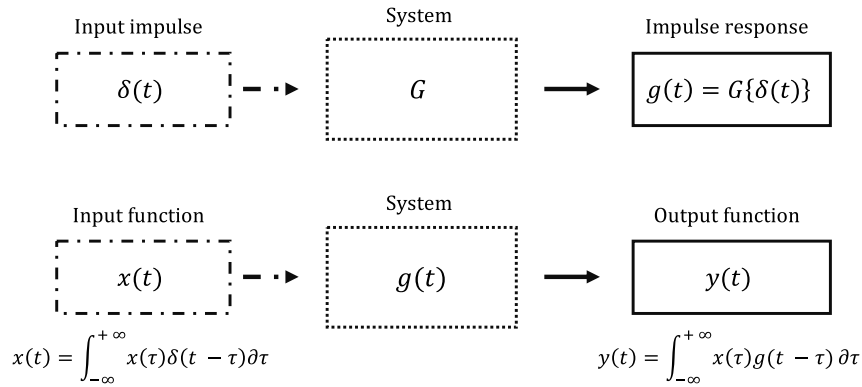 Input impulse
System
Impulse response
δ(t)
G
g(t) = G{δ(t)}
Input function
System
Output function
x(t)
g(t)
y(t)
x(t) = ∫_{−∞}^{+∞} x(τ)δ(t − τ)∂τ
y(t) = ∫_{−∞}^{+∞} x(τ)g(t − τ) ∂τ